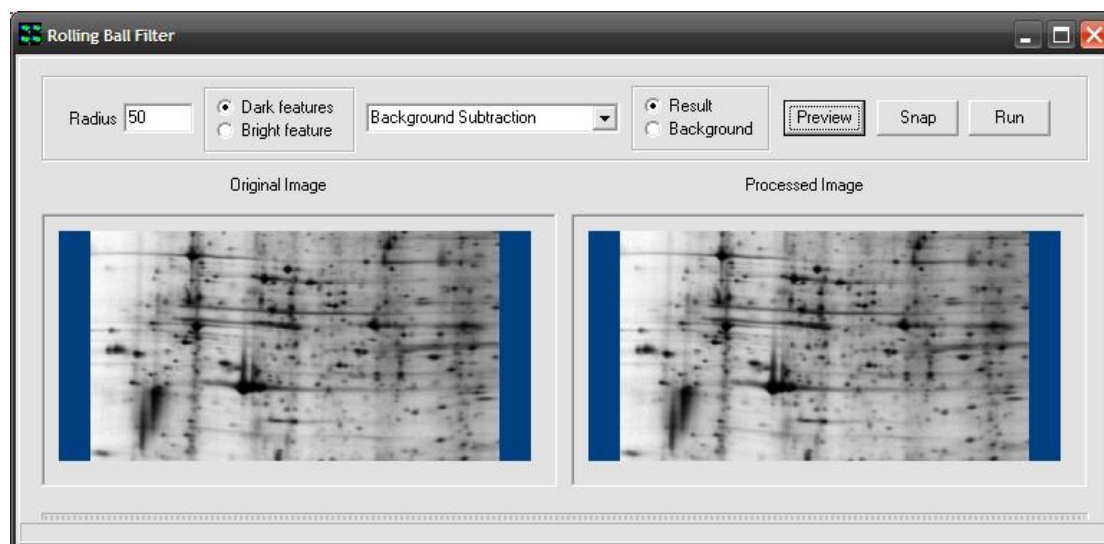 Rolling Ball Filter
Radius 50
Dark features
Bright feature
Background Subtraction
Result
Background
Preview
Snap
Run
Original Image
Processed Image